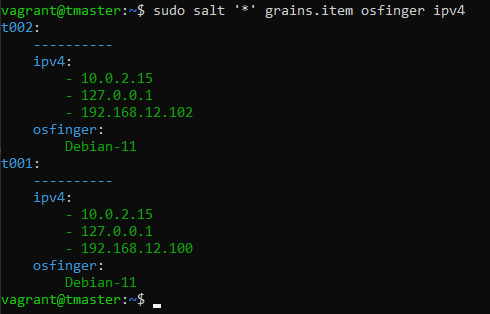 vagrant@tmaster:~$ sudo salt '*' grains.item osfinger ipv4
t002:
    ----------
    ipv4:
        - 10.0.2.15
        - 127.0.0.1
        - 192.168.12.102
    osfinger:
        Debian-11
t001:
    ----------
    ipv4:
        - 10.0.2.15
        - 127.0.0.1
        - 192.168.12.100
    osfinger:
        Debian-11
vagrant@tmaster:~$